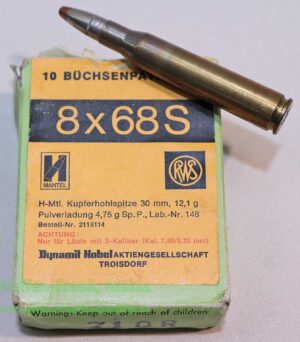 10 BÜCHSENPA
8x68S
H
MANTEL
RWS
H-Mtl. Kupferhohlspitze 30 mm, 12,1 g
Pulverladung 4,75 g Sp. P., Lab.-Nr. 148
Bestell-Nr. 2118114
ACHTUNG!
Nur für Läufe mit S-Kaliber (Kal. 7,89/8,20 mm)
Dynamit Nobel AKTIENGESELLSCHAFT
TROISDORF
Warning: Keep out of reach of children.